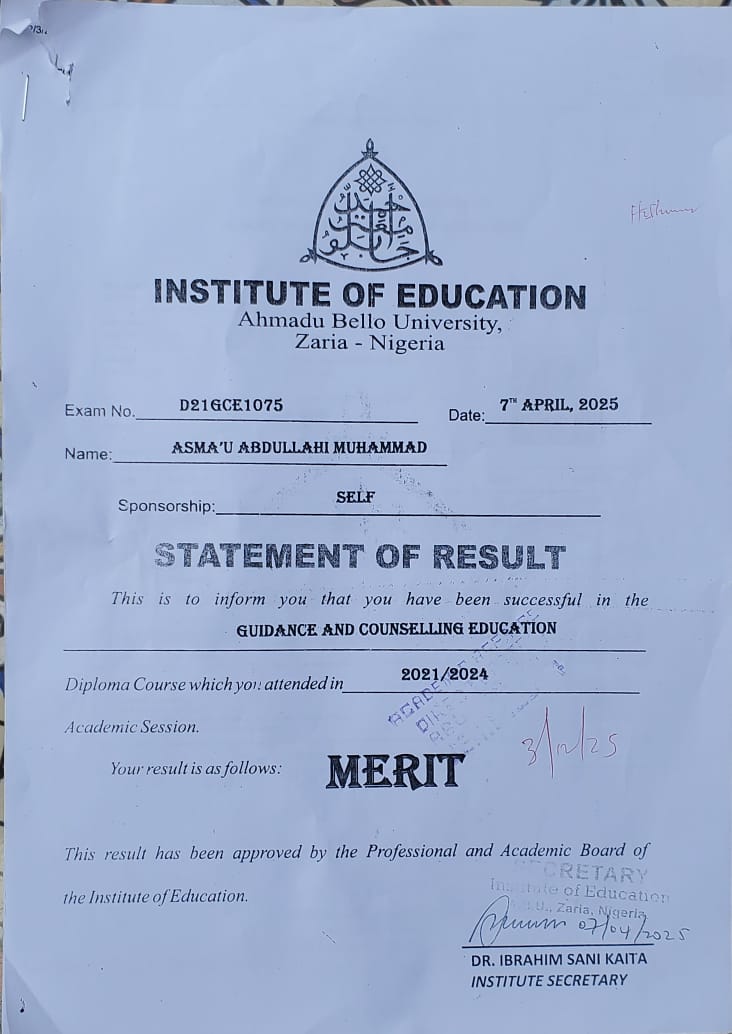 INSTITUTE OF EDUCATION
Ahmadu Bello University,
Zaria - Nigeria
Exam No. D21GCE1075 Date: 7TH APRIL, 2025
Name: ASMA'U ABDULLAHI MUHAMMAD
Sponsorship: SELF
STATEMENT OF RESULT
This is to inform you that you have been successful in the
GUIDANCE AND COUNSELLING EDUCATION
Diploma Course which you attended in 2021/2024
Academic Session.
3/12/25
Your result is as follows: MERIT
This result has been approved by the Professional and Academic Board of
the Institute of Education.
SECRETARY
Institute of Education
Zaria, Nigeria
07/04/2025
DR. IBRAHIM SANI KAITA
INSTITUTE SECRETARY